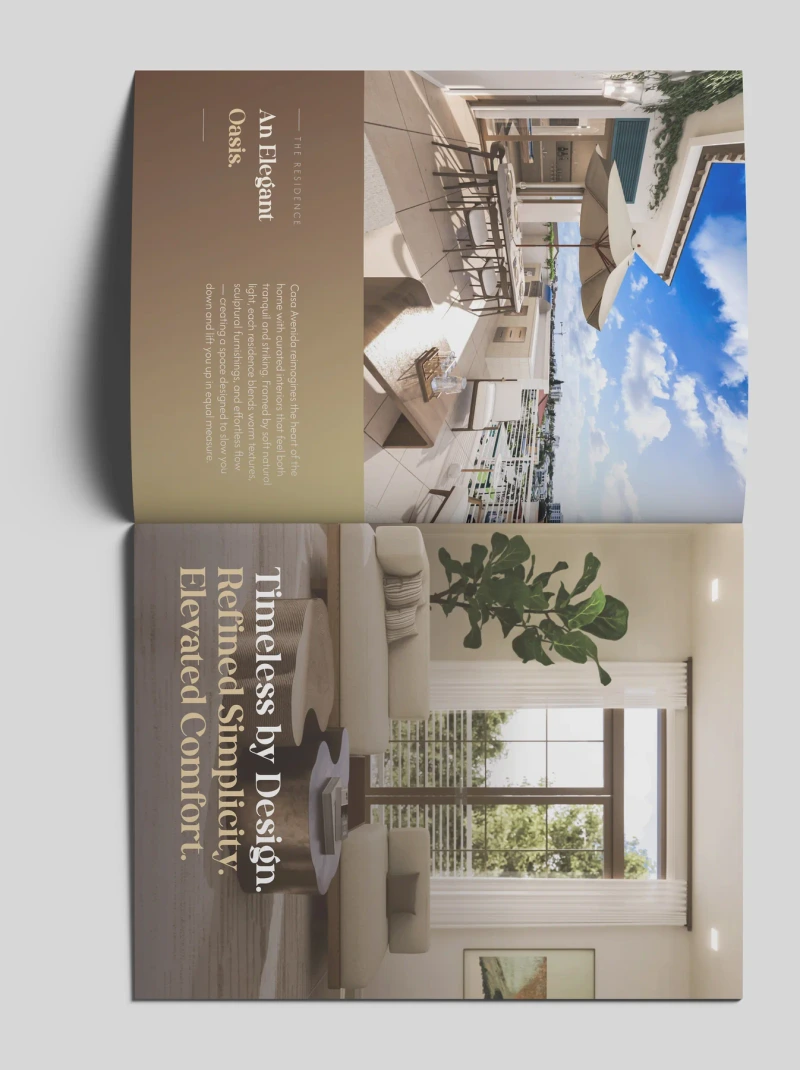 THE RESIDENCE
An Elegant
Oasis.
Casa Avenida reimagines the heart of the
home with curated interiors that feel both
tranquil and striking. Framed by soft natural
light, each residence blends warm textures,
sculptural furnishings, and effortless flow
— creating a space designed to slow you
down and lift you up in equal measure.
Timeless by Design.
Refined Simplicity.
Elevated Comfort.